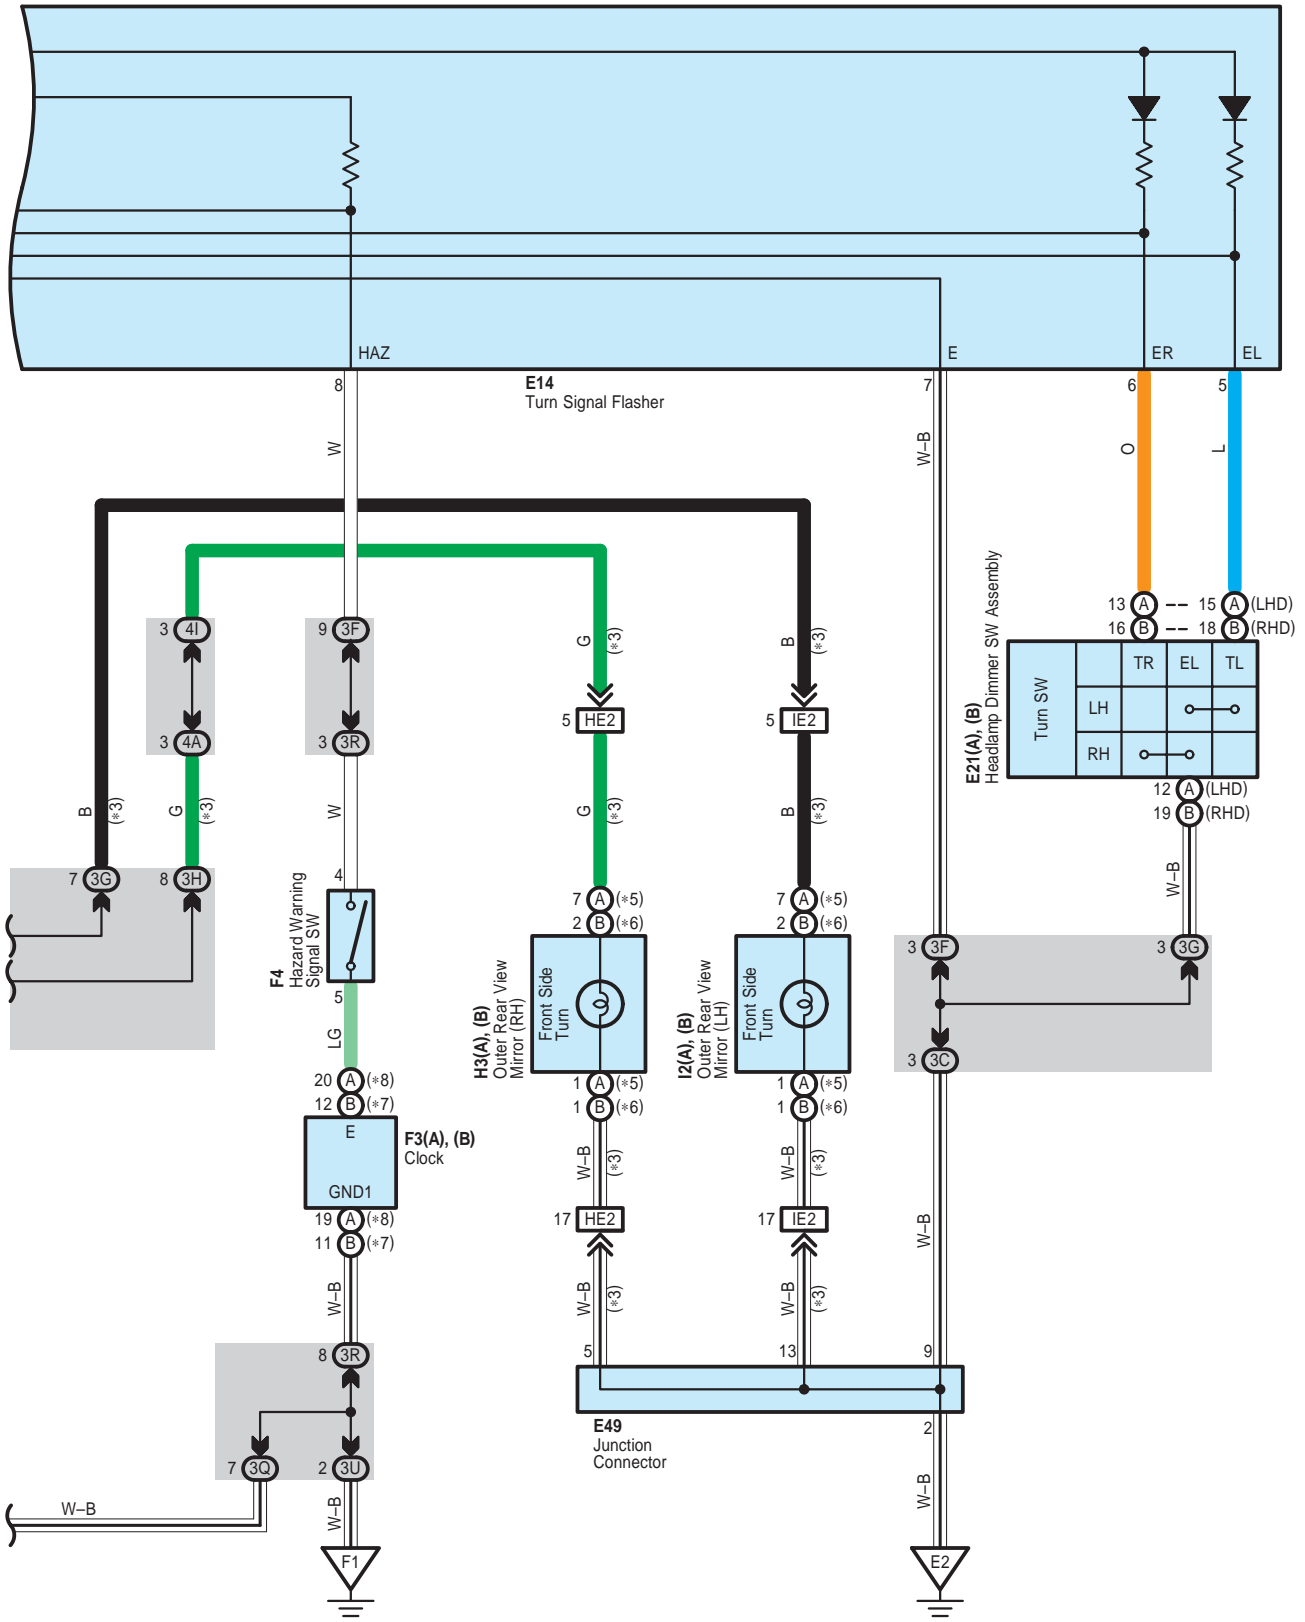 HAZ
E
ER
EL
8
E14
Turn Signal Flasher
7
6
5
W
W–B
O
L
3 4I
9 3F
G
(*3)
B
(*3)
13 A -- 15 A (LHD)
16 B -- 18 B (RHD)
E21(A), (B)
Headlamp Dimmer SW Assembly
Turn SW
TR
EL
TL
LH
RH
5 HE2
5 IE2
3 4A
3 3R
12 A (LHD)
19 B (RHD)
B
(*3)
G
(*3)
W
G
(*3)
B
(*3)
W–B
7 3G
8 3H
4
F4
Hazard Warning
Signal SW
5
7 A (*5)
2 B (*6)
7 A (*5)
2 B (*6)
3 3F
3 3G
H3(A), (B)
Outer Rear View
Mirror (RH)
Front Side
Turn
I2(A), (B)
Outer Rear View
Mirror (LH)
Front Side
Turn
LG
3 3C
20 A (*8)
12 B (*7)
1 A (*5)
1 B (*6)
1 A (*5)
1 B (*6)
E
GND1
F3(A), (B)
Clock
W–B
(*3)
W–B
(*3)
19 A (*8)
11 B (*7)
17 HE2
17 IE2
W–B
W–B
W–B
(*3)
W–B
(*3)
8 3R
5
13
9
E49
Junction
Connector
2
7 3Q
2 3U
W–B
W–B
W–B
F1
E2